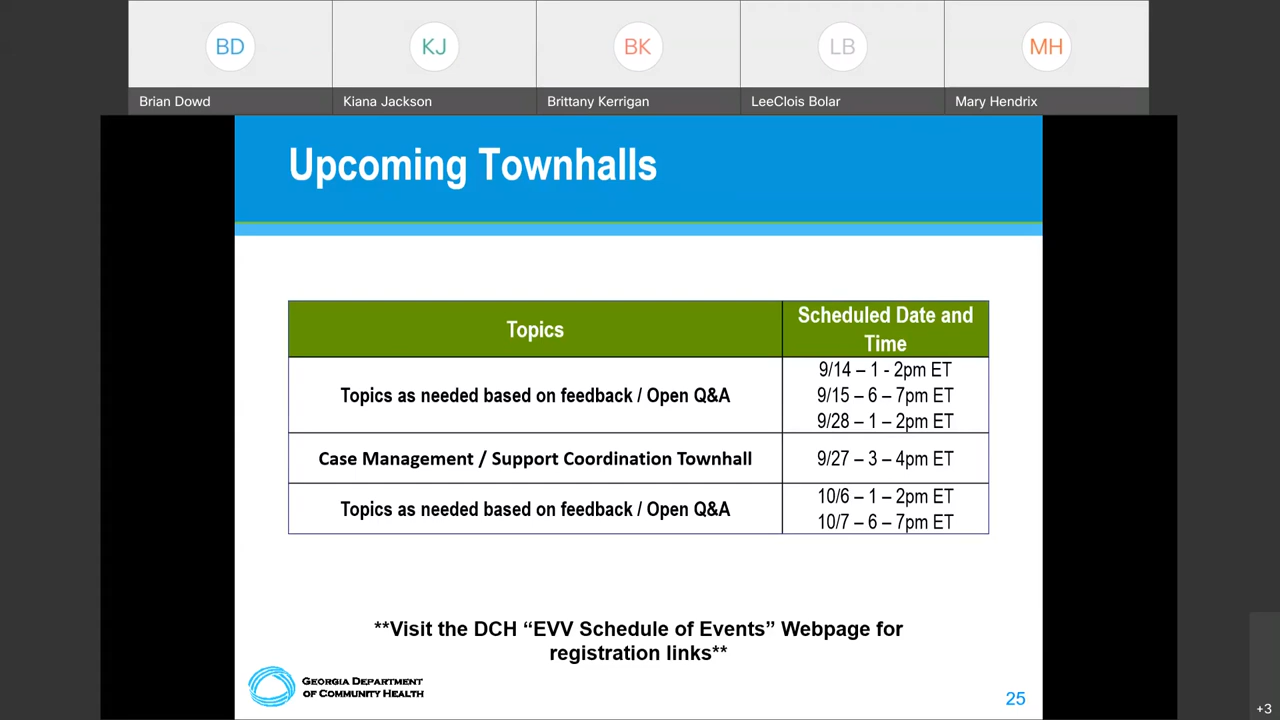 BD
KJ
BK
LB
MH
Brian Dowd
Kiana Jackson
Brittany Kerrigan
LeeClois Bolar
Mary Hendrix
Upcoming Townhalls
Topics
Scheduled Date and
Time
Topics as needed based on feedback / Open Q&A
9/14 – 1 - 2pm ET
9/15 – 6 – 7pm ET
9/28 – 1 – 2pm ET
Case Management / Support Coordination Townhall
9/27 – 3 – 4pm ET
Topics as needed based on feedback / Open Q&A
10/6 – 1 – 2pm ET
10/7 – 6 – 7pm ET
**Visit the DCH “EVV Schedule of Events” Webpage for
registration links**
GEORGIA DEPARTMENT
OF COMMUNITY HEALTH
25
+3